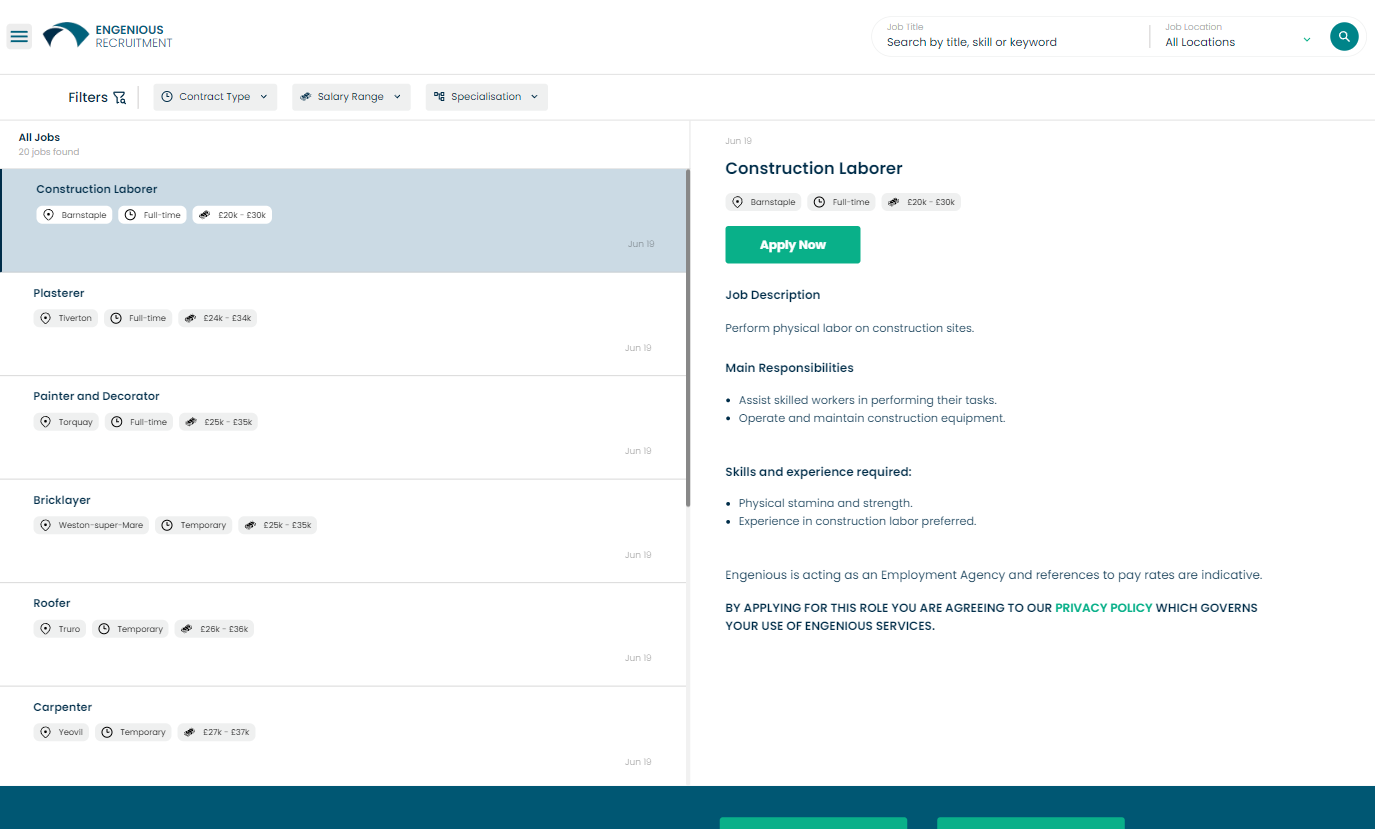 ENGENIOUS
RECRUITMENT
Job Title
Search by title, skill or keyword
Job Location
All Locations
Filters
Contract Type
Salary Range
Specialisation
All Jobs
20 jobs found
Construction Laborer
Barnstaple Full-time £20k - £30k
Jun 19
Plasterer
Tiverton Full-time £24k - £34k
Jun 19
Painter and Decorator
Torquay Full-time £25k - £35k
Jun 19
Bricklayer
Weston-super-Mare Temporary £25k - £35k
Jun 19
Roofer
Truro Temporary £26k - £36k
Jun 19
Carpenter
Yeovil Temporary £27k - £37k
Jun 19
Jun 19
Construction Laborer
Barnstaple Full-time £20k - £30k
Apply Now
Job Description
Perform physical labor on construction sites.
Main Responsibilities
• Assist skilled workers in performing their tasks.
• Operate and maintain construction equipment.
Skills and experience required:
• Physical stamina and strength.
• Experience in construction labor preferred.
Engenious is acting as an Employment Agency and references to pay rates are indicative.
BY APPLYING FOR THIS ROLE YOU ARE AGREEING TO OUR PRIVACY POLICY WHICH GOVERNS
YOUR USE OF ENGENIOUS SERVICES.